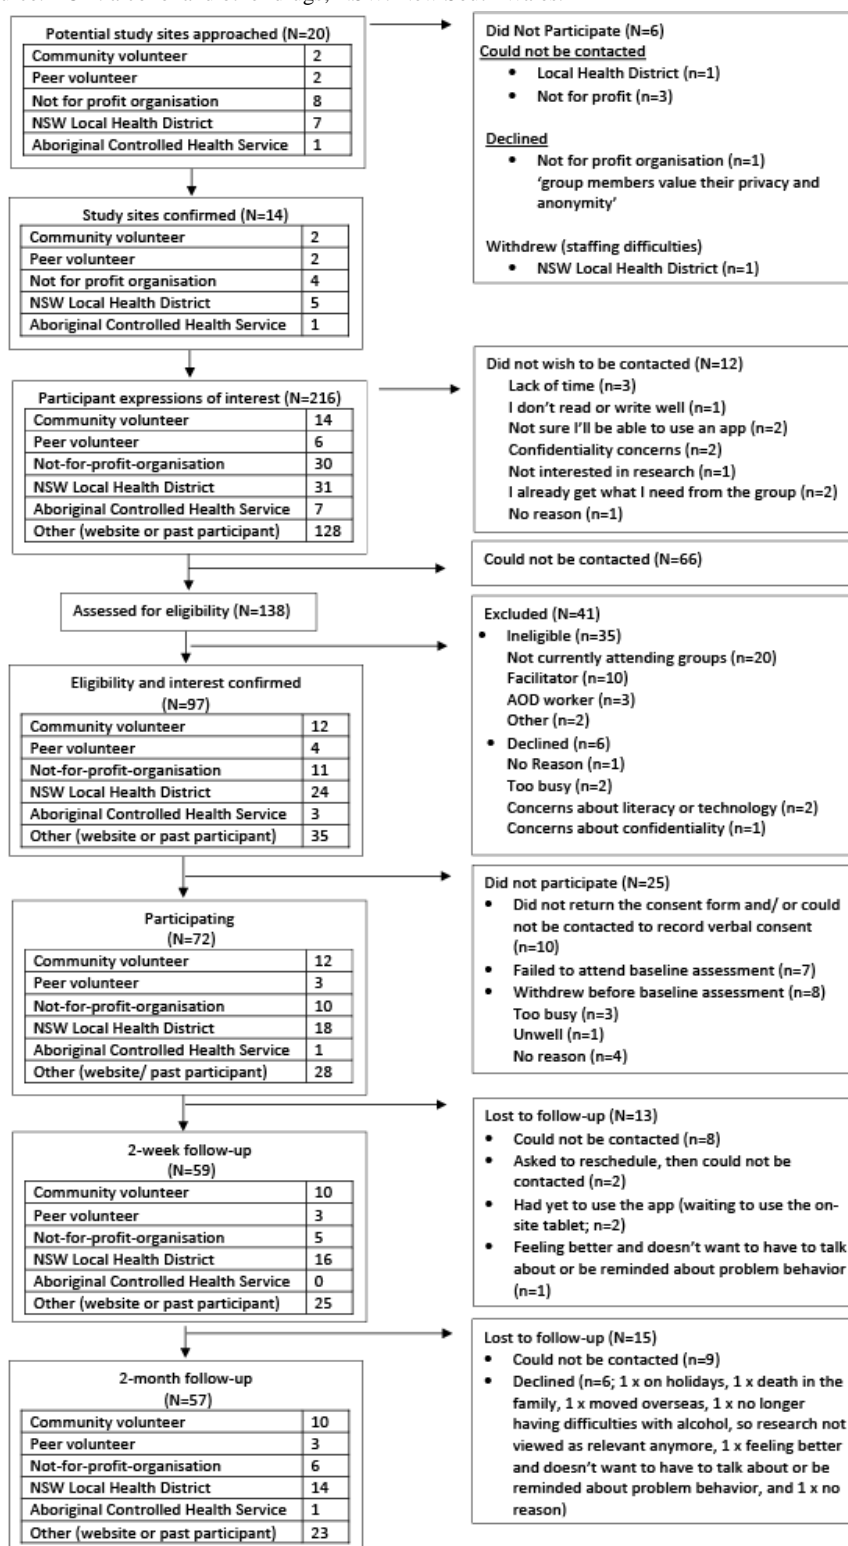 Potential study sites approached (N=20)
Community volunteer 2
Peer volunteer 2
Not for profit organisation 8
NSW Local Health District 7
Aboriginal Controlled Health Service 1
Did Not Participate (N=6)
Could not be contacted
• Local Health District (n=1)
• Not for profit (n=3)
Declined
• Not for profit organisation (n=1)
‘group members value their privacy and
anonymity’
Withdrew (staffing difficulties)
• NSW Local Health District (n=1)
Study sites confirmed (N=14)
Community volunteer 2
Peer volunteer 2
Not for profit organisation 4
NSW Local Health District 5
Aboriginal Controlled Health Service 1
Participant expressions of interest (N=216)
Community volunteer 14
Peer volunteer 6
Not-for-profit-organisation 30
NSW Local Health District 31
Aboriginal Controlled Health Service 7
Other (website or past participant) 128
Did not wish to be contacted (N=12)
Lack of time (n=3)
I don’t read or write well (n=1)
Not sure I’ll be able to use an app (n=2)
Confidentiality concerns (n=2)
Not interested in research (n=1)
I already get what I need from the group (n=2)
No reason (n=1)
Could not be contacted (N=66)
Assessed for eligibility (N=138)
Excluded (N=41)
• Ineligible (n=35)
Not currently attending groups (n=20)
Facilitator (n=10)
AOD worker (n=3)
Other (n=2)
• Declined (n=6)
No Reason (n=1)
Too busy (n=2)
Concerns about literacy or technology (n=2)
Concerns about confidentiality (n=1)
Eligibility and interest confirmed
(N=97)
Community volunteer 12
Peer volunteer 4
Not-for-profit-organisation 11
NSW Local Health District 24
Aboriginal Controlled Health Service 3
Other (website or past participant) 35
Did not participate (N=25)
• Did not return the consent form and/ or could
not be contacted to record verbal consent
(n=10)
• Failed to attend baseline assessment (n=7)
• Withdrew before baseline assessment (n=8)
Too busy (n=3)
Unwell (n=1)
No reason (n=4)
Participating
(N=72)
Community volunteer 12
Peer volunteer 3
Not-for-profit-organisation 10
NSW Local Health District 18
Aboriginal Controlled Health Service 1
Other (website/ past participant) 28
Lost to follow-up (N=13)
• Could not be contacted (n=8)
• Asked to reschedule, then could not be
contacted (n=2)
• Had yet to use the app (waiting to use the on-
site tablet; n=2)
• Feeling better and doesn’t want to have to talk
about or be reminded about problem behavior
(n=1)
2-week follow-up
(N=59)
Community volunteer 10
Peer volunteer 3
Not-for-profit-organisation 5
NSW Local Health District 16
Aboriginal Controlled Health Service 0
Other (website or past participant) 25
Lost to follow-up (N=15)
• Could not be contacted (n=9)
• Declined (n=6; 1 x on holidays, 1 x death in the
family, 1 x moved overseas, 1 x no longer
having difficulties with alcohol, so research not
viewed as relevant anymore, 1 x feeling better
and doesn’t want to have to talk about or be
reminded about problem behavior, and 1 x no
reason)
2-month follow-up
(N=57)
Community volunteer 10
Peer volunteer 3
Not-for-profit-organisation 6
NSW Local Health District 14
Aboriginal Controlled Health Service 1
Other (website or past participant) 23